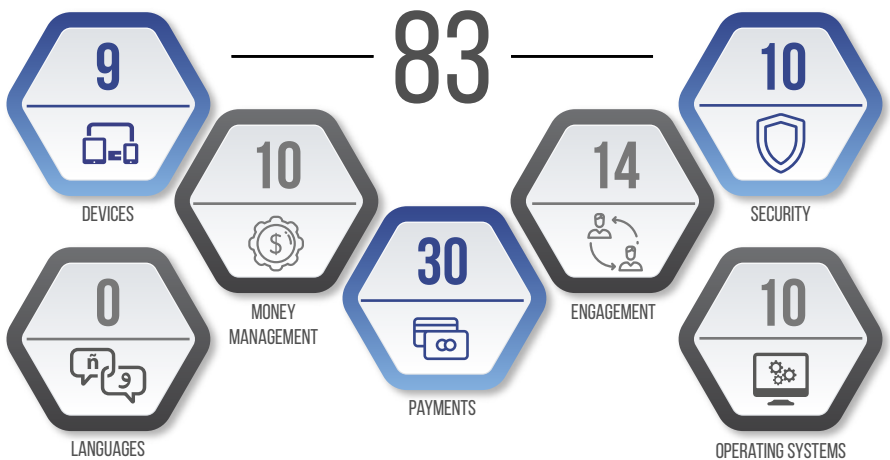 83
9
DEVICES
10
MONEY
MANAGEMENT
30
PAYMENTS
14
ENGAGEMENT
10
SECURITY
0
ñ
و
LANGUAGES
$
10
OPERATING SYSTEMS